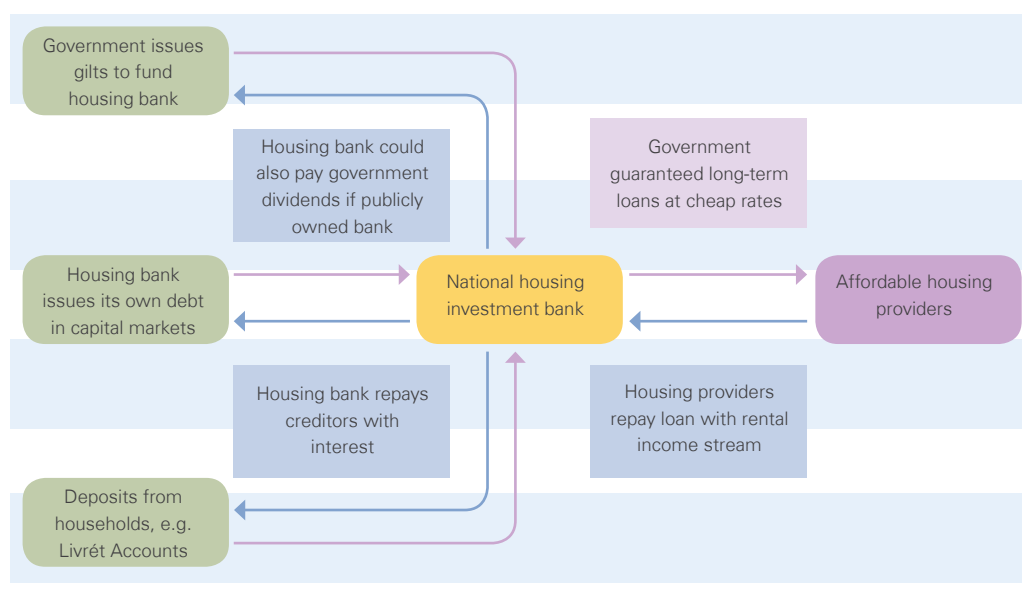 Government issues
gilts to fund
housing bank
Housing bank could
also pay government
dividends if publicly
owned bank
Government
guaranteed long-term
loans at cheap rates
Housing bank
issues its own debt
in capital markets
National housing
investment bank
Affordable housing
providers
Housing bank repays
creditors with
interest
Housing providers
repay loan with rental
income stream
Deposits from
households, e.g.
Livrét Accounts